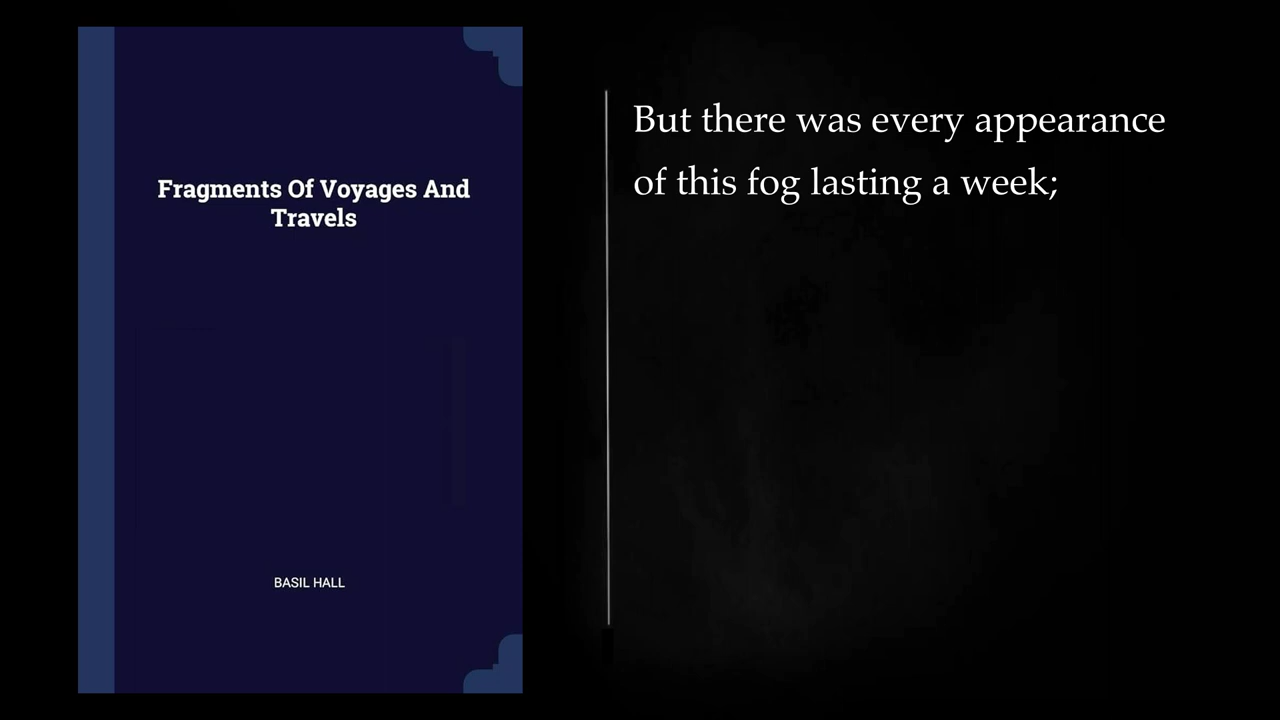 Fragments Of Voyages And
Travels
BASIL HALL
But there was every appearance
of this fog lasting a week;